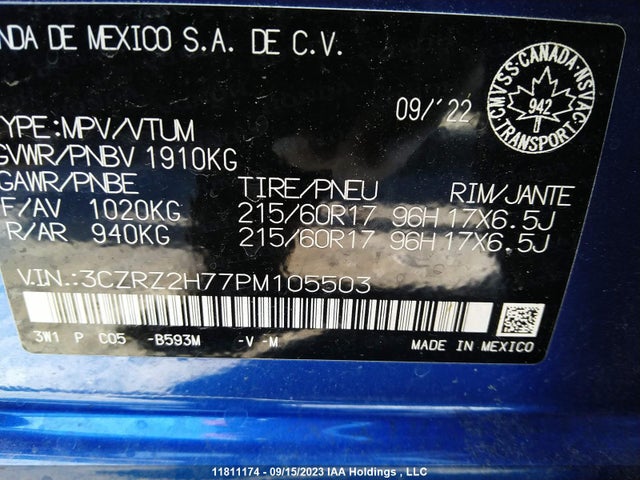 NDA DE MEXICO S.A. DE C.V.
09/'22
CMVSS·CANADA·NSVAC
942
TRANSPORT
YPE:MPV/VTUM
GVWR/PNBV 1910KG
GAWR/PNBE TIRE/PNEU RIM/JANTE
F/AV 1020KG 215/60R17 96H 17X6.5J
R/AR 940KG 215/60R17 96H 17X6.5J
V.I.N.:3CZRZ2H77PM105503
3W1 P C05 -B593M -V -M
MADE IN MEXICO
11811174 - 09/15/2023 IAA Holdings , LLC